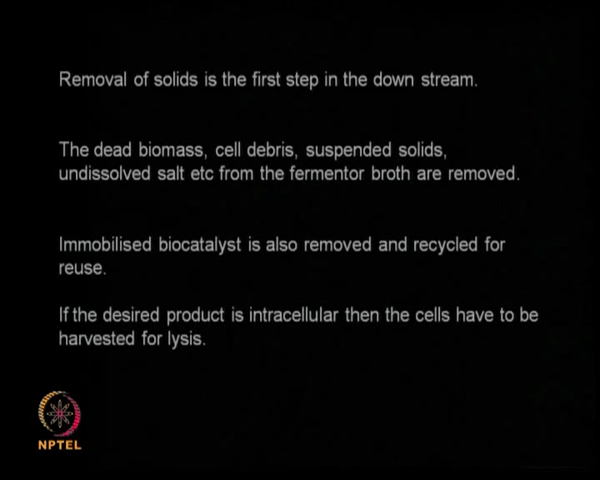 Removal of solids is the first step in the down stream.
The dead biomass, cell debris, suspended solids,
undissolved salt etc from the fermentor broth are removed.
Immobilised biocatalyst is also removed and recycled for
reuse.
If the desired product is intracellular then the cells have to be
harvested for lysis.
NPTEL